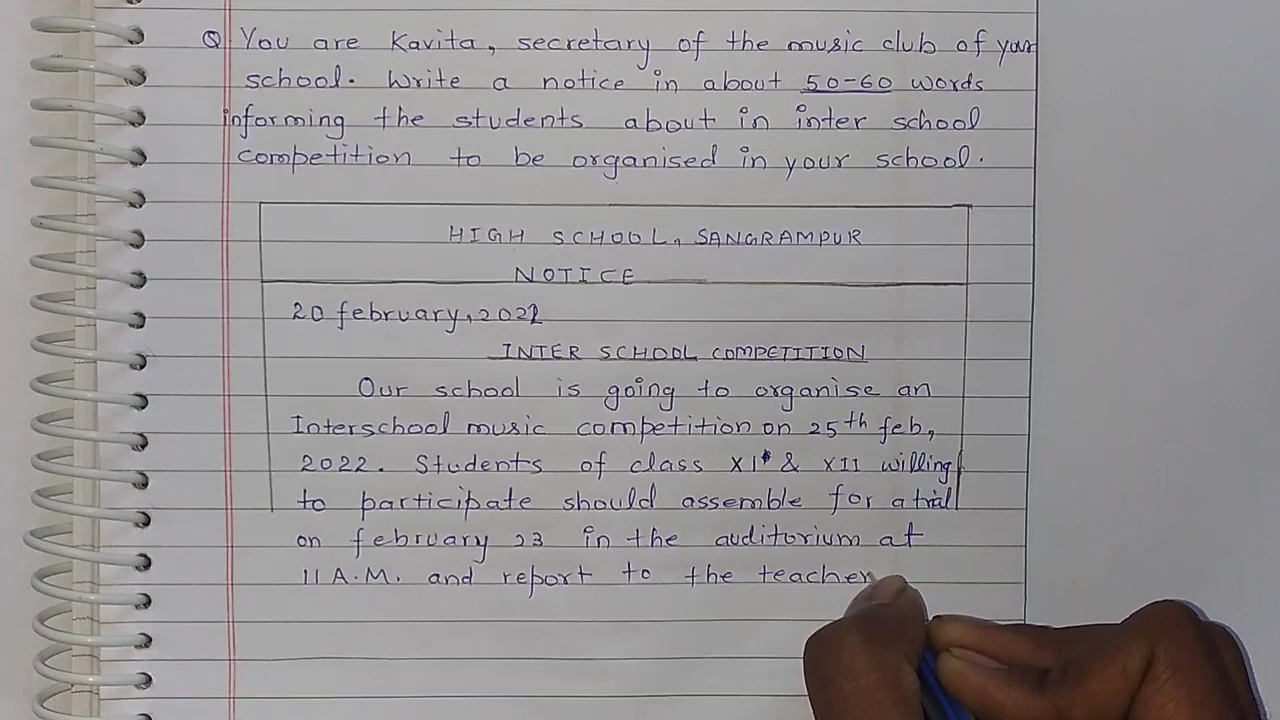 Q You are Kavita, secretary of the music club of your
school. Write a notice in about 50-60 words
informing the students about in inter school
competition to be organised in your school.
HIGH SCHOOL, SANGRAMPUR
NOTICE
20 february, 2022
INTER SCHOOL COMPETITION
Our school is going to organise an
Interschool music competition on 25th feb,
2022. Students of class XI & XII willing
to participate should assemble for a trial
on february 23 in the auditorium at
11 A.M. and report to the teacher